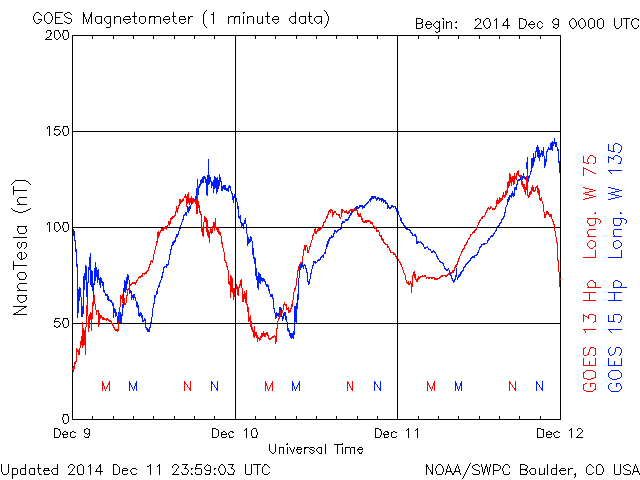 GOES Magnetometer (1 minute data)
Begin: 2014 Dec 9 0000 UTC
200
150
100
50
0
NanoTesla (nT)
M M N N M M N N M M N N
Dec 9 Dec 10 Dec 11 Dec 12
Universal Time
GOES 13 Hp Long. W 75
GOES 15 Hp Long. W 135
Updated 2014 Dec 11 23:59:03 UTC
NOAA/SWPC Boulder, CO USA